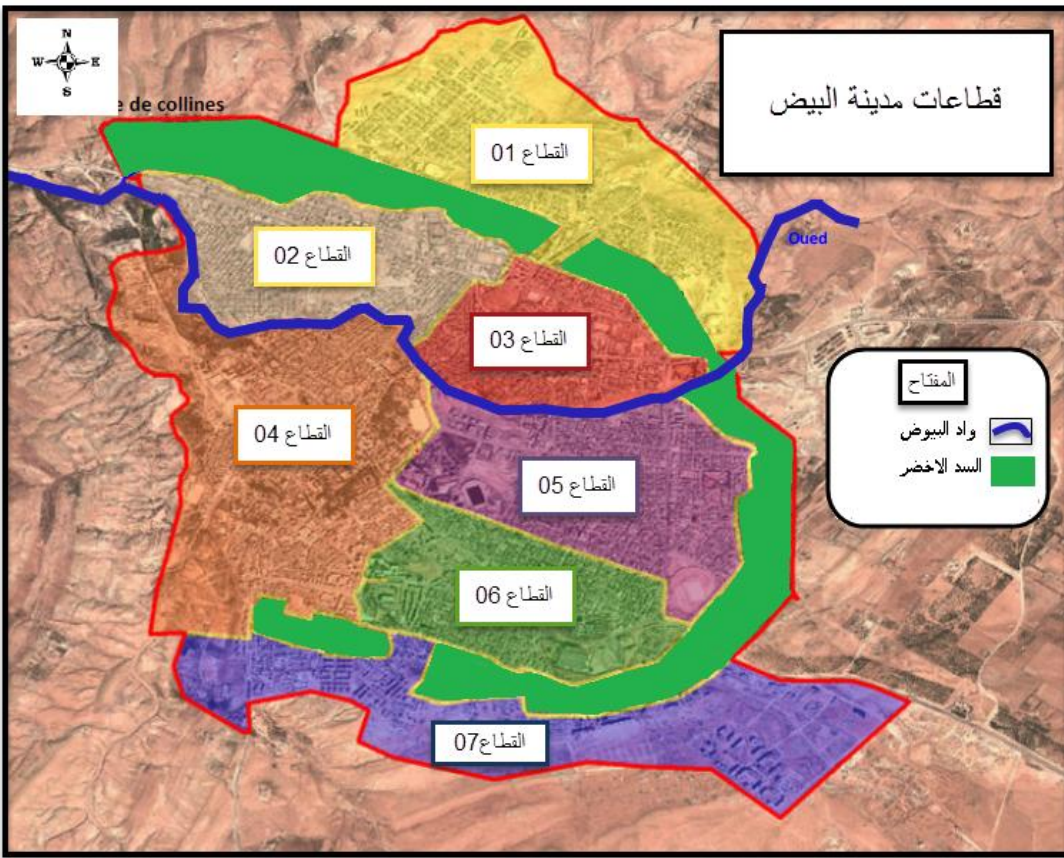 N
W E
S
e de collines
قطاعات مدينة البيض
القطاع 01
Oued
القطاع 02
القطاع 03
المفتاح
واد البيوض
السد الاخضر
القطاع 04
القطاع 05
القطاع 06
القطاع07